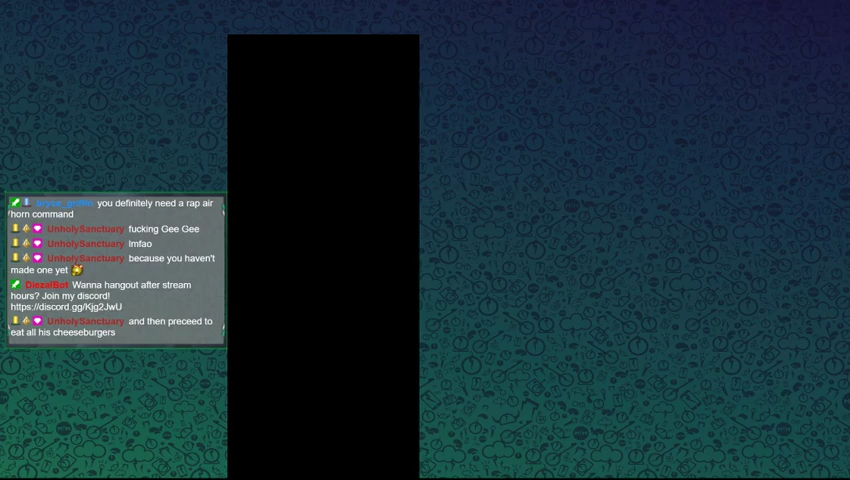 bryce_griffin you definitely need a rap air
horn command
UnholySanctuary fucking Gee Gee
UnholySanctuary lmfao
UnholySanctuary because you haven't
made one yet
DiezalBot Wanna hangout after stream
hours? Join my discord!
https://discord.gg/Kjg2JwU
UnholySanctuary and then preceed to
eat all his cheeseburgers